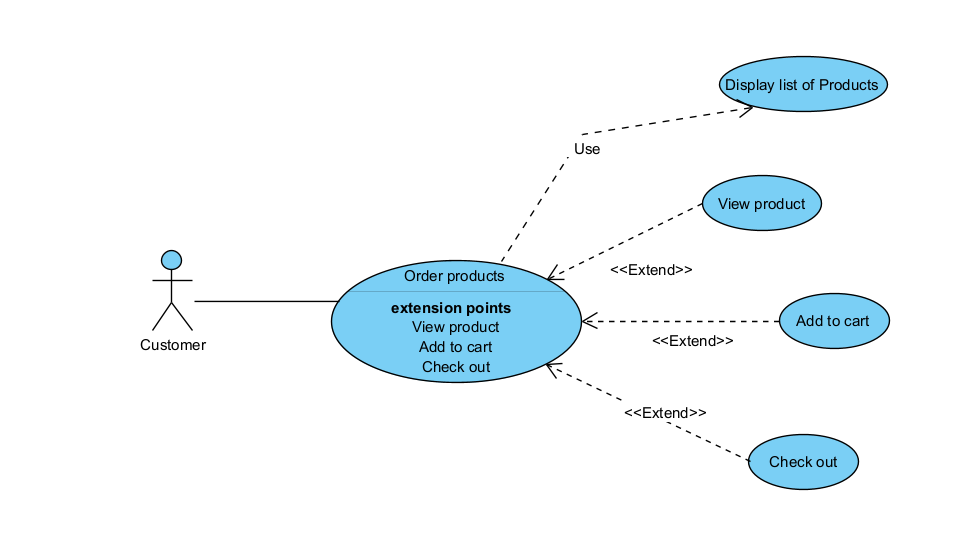 Display list of Products
Use
View product
<<Extend>>
Order products
extension points
View product
Add to cart
Check out
Customer
Add to cart
<<Extend>>
<<Extend>>
Check out